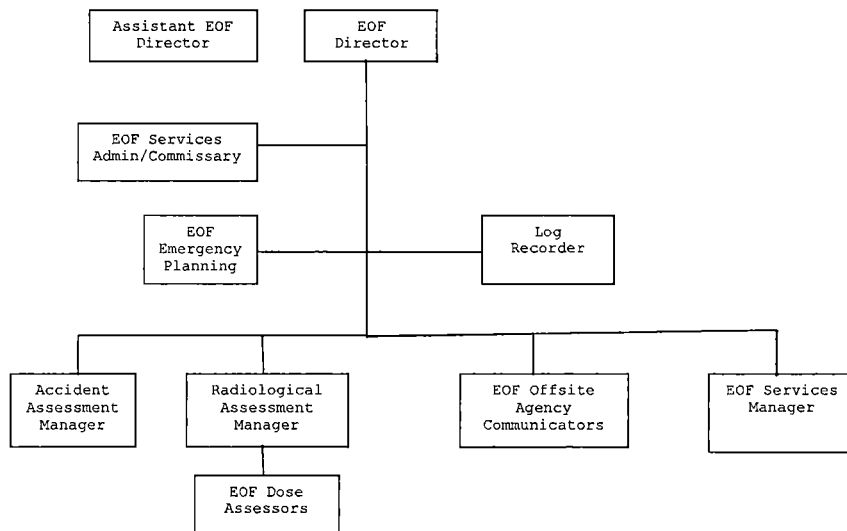 Assistant EOF
Director
EOF
Director
EOF Services
Admin/Commissary
EOF
Emergency
Planning
Log
Recorder
Accident
Assessment
Manager
Radiological
Assessment
Manager
EOF Offsite
Agency
Communicators
EOF Services
Manager
EOF Dose
Assessors